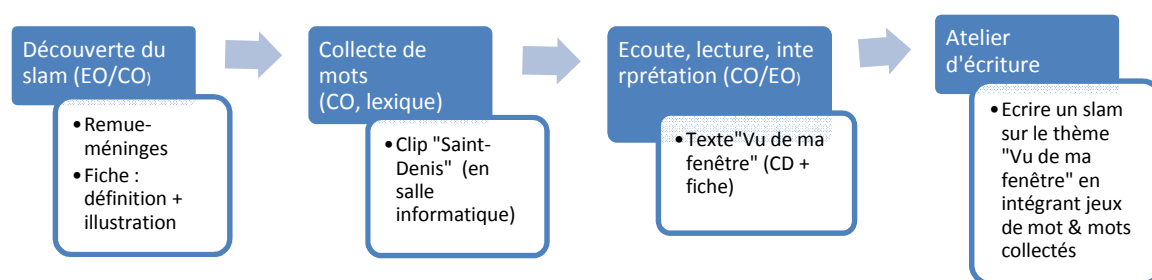 Découverte du
slam (EO/CO)
• Remue-
méninges
• Fiche :
définition +
illustration
Collecte de
mots
(CO, lexique)
• Clip "Saint-
Denis" (en
salle
informatique)
Ecoute, lecture, inte
rprétation (CO/EO)
• Texte"Vu de ma
fenêtre" (CD +
fiche)
Atelier
d'écriture
• Ecrire un slam
sur le thème
"Vu de ma
fenêtre" en
intégrant jeux
de mot & mots
collectés